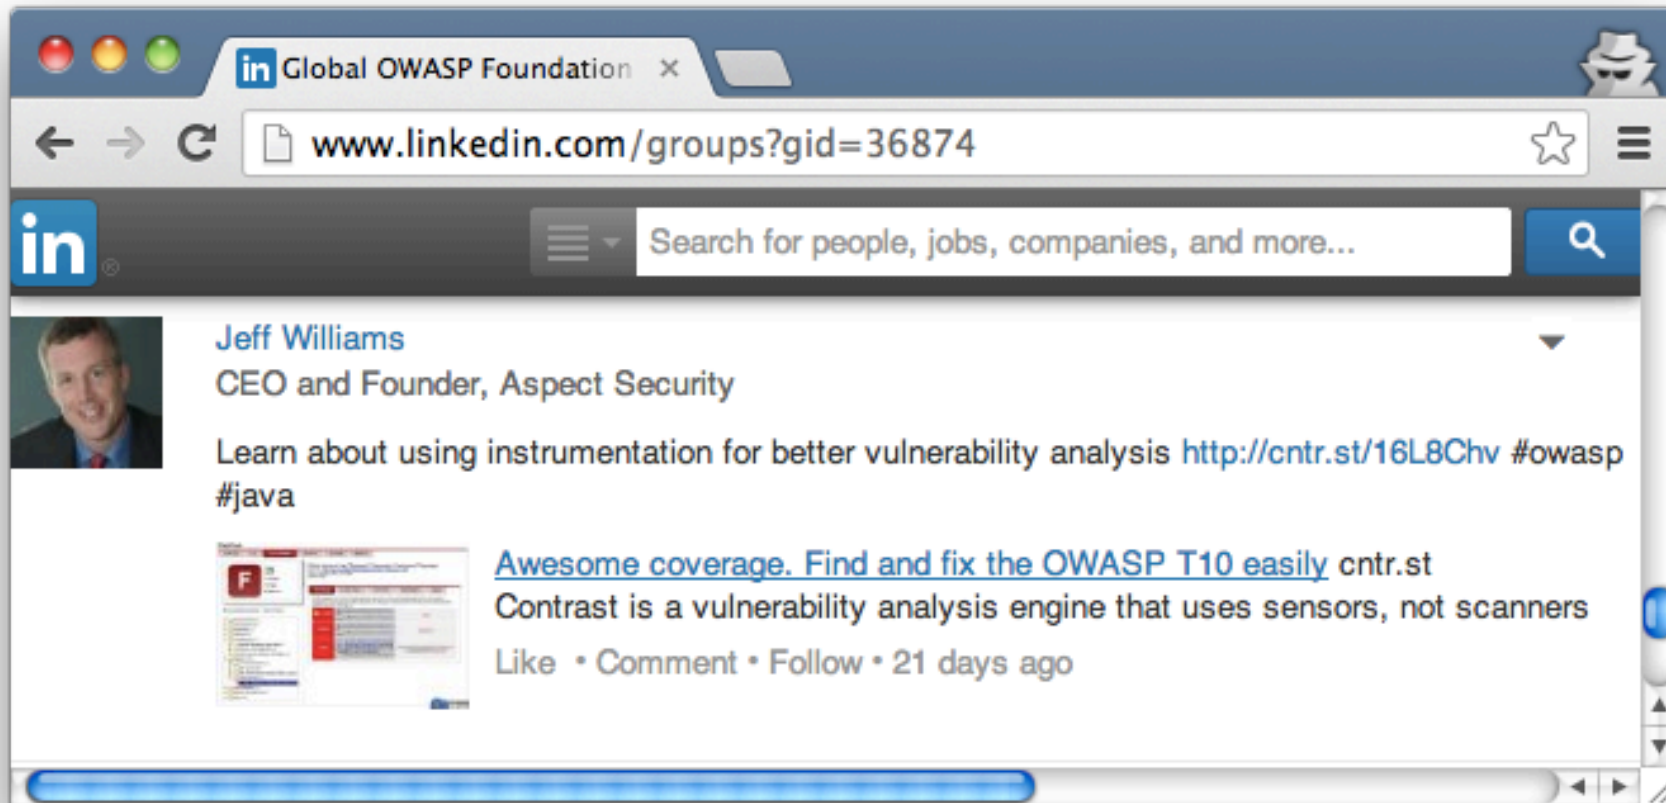 in Global OWASP Foundation
www.linkedin.com/groups?gid=36874
in
Search for people, jobs, companies, and more...
Jeff Williams
CEO and Founder, Aspect Security
Learn about using instrumentation for better vulnerability analysis http://cntr.st/16L8Chv #owasp
#java
F
Awesome coverage. Find and fix the OWASP T10 easily cntr.st
Contrast is a vulnerability analysis engine that uses sensors, not scanners
Like • Comment • Follow • 21 days ago